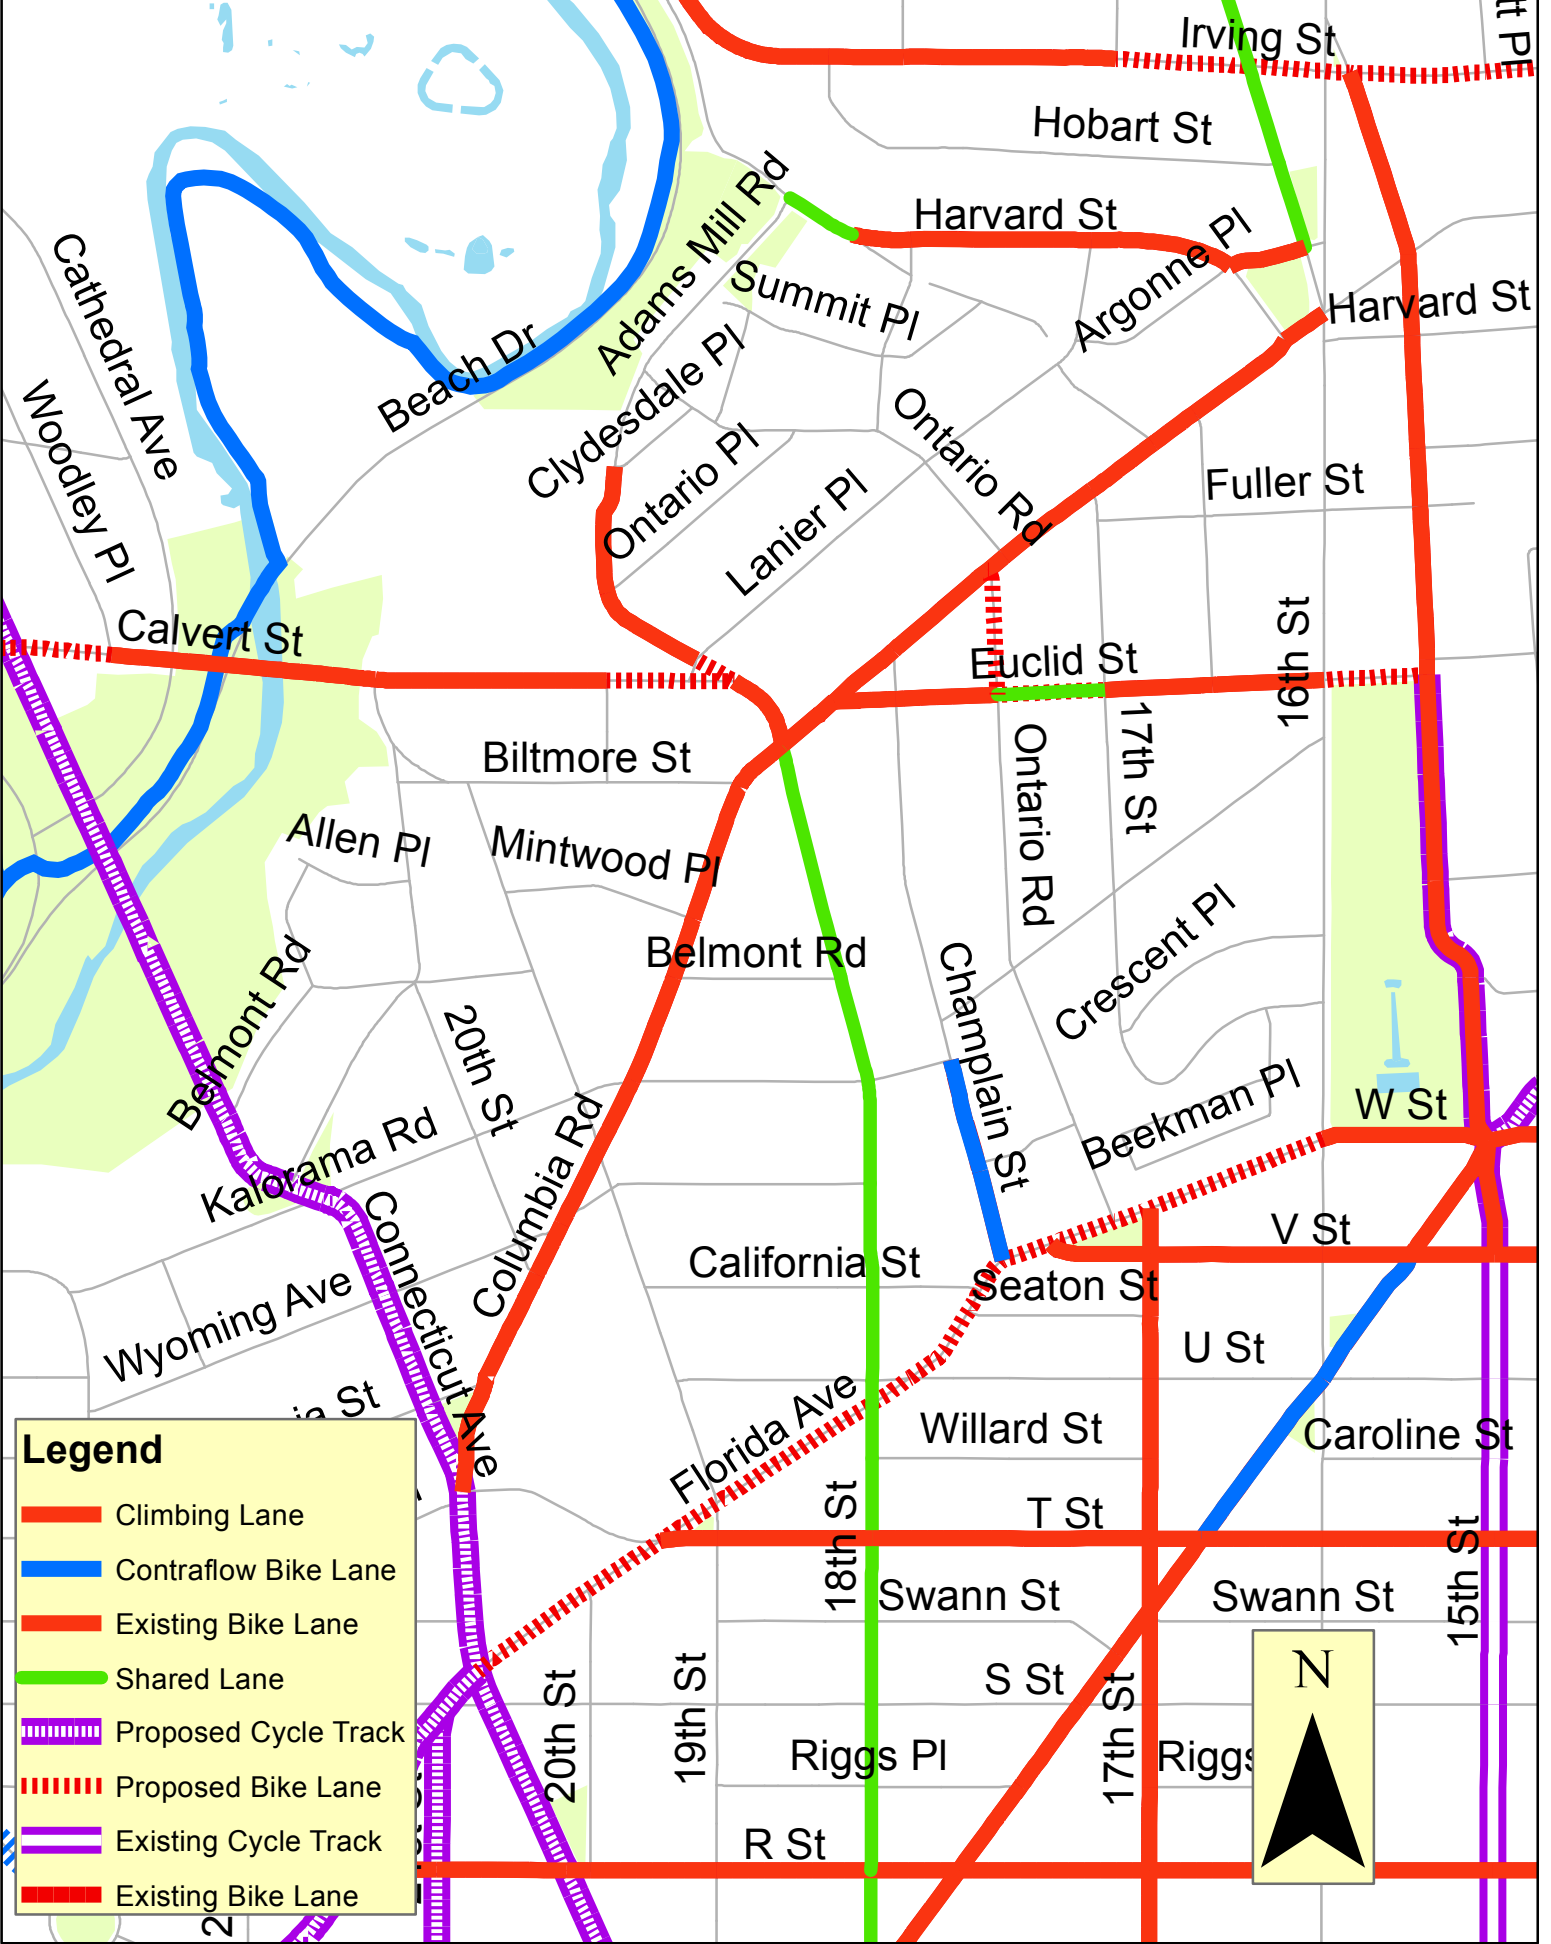 Irving St
tt Pl
Hobart St
Adams Mill Rd
Harvard St
Argonne Pl
Cathedral Ave
Summit Pl
Harvard St
Beach Dr
Clydesdale Pl
Woodley Pl
Ontario Pl
Ontario Rd
Lanier Pl
Fuller St
Calvert St
Euclid St
16th St
Biltmore St
17th St
Ontario Rd
Allen Pl
Mintwood Pl
Belmont Rd
Belmont Rd
Champlain St
Crescent Pl
20th St
Beekman Pl
W St
Kalorama Rd
Columbia Rd
Connecticut Ave
California St
V St
Seaton St
Wyoming Ave
U St
ia St
Florida Ave
Willard St
Caroline St
18th St
T St
15th St
Swann St
Swann St
19th St
20th St
S St
17th St
Riggs Pl
Riggs
R St
N
Legend
Climbing Lane
Contraflow Bike Lane
Existing Bike Lane
Shared Lane
Proposed Cycle Track
Proposed Bike Lane
Existing Cycle Track
Existing Bike Lane
2